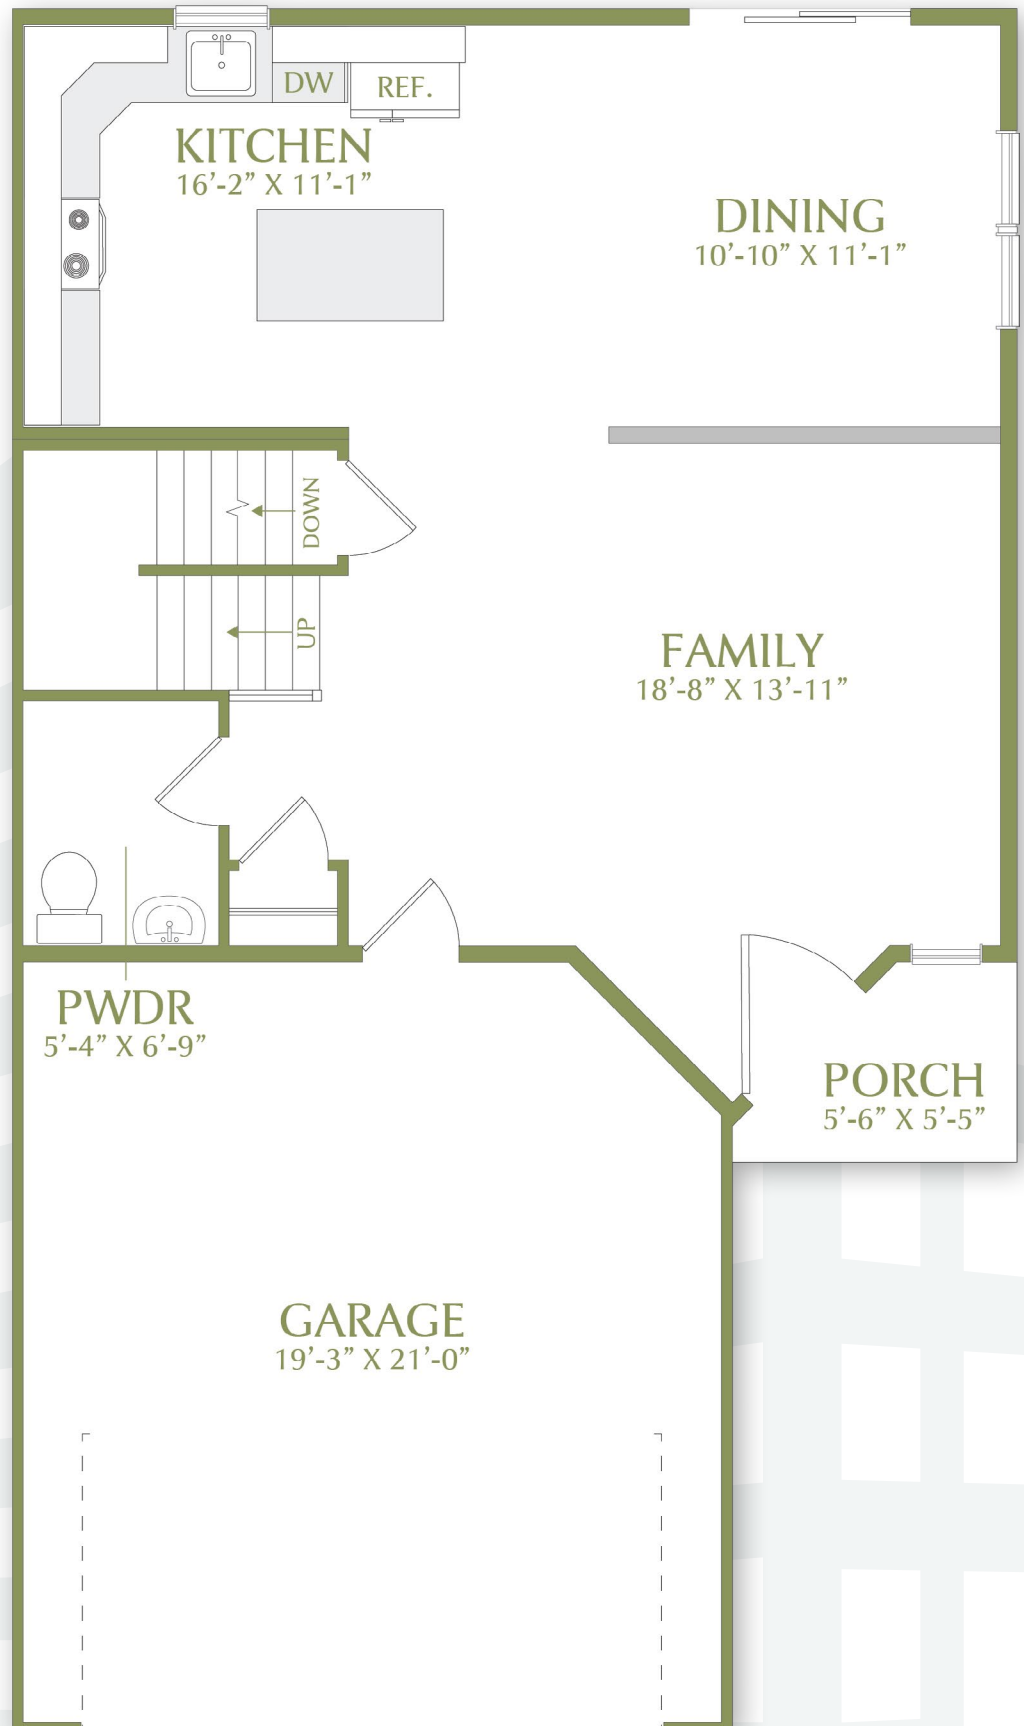 DW
REF.
KITCHEN
16’-2” X 11’-1”
DINING
10’-10” X 11’-1”
DOWN
UP
FAMILY
18’-8” X 13’-11”
PWDR
5’-4” X 6’-9”
PORCH
5’-6” X 5’-5”
GARAGE
19’-3” X 21’-0”